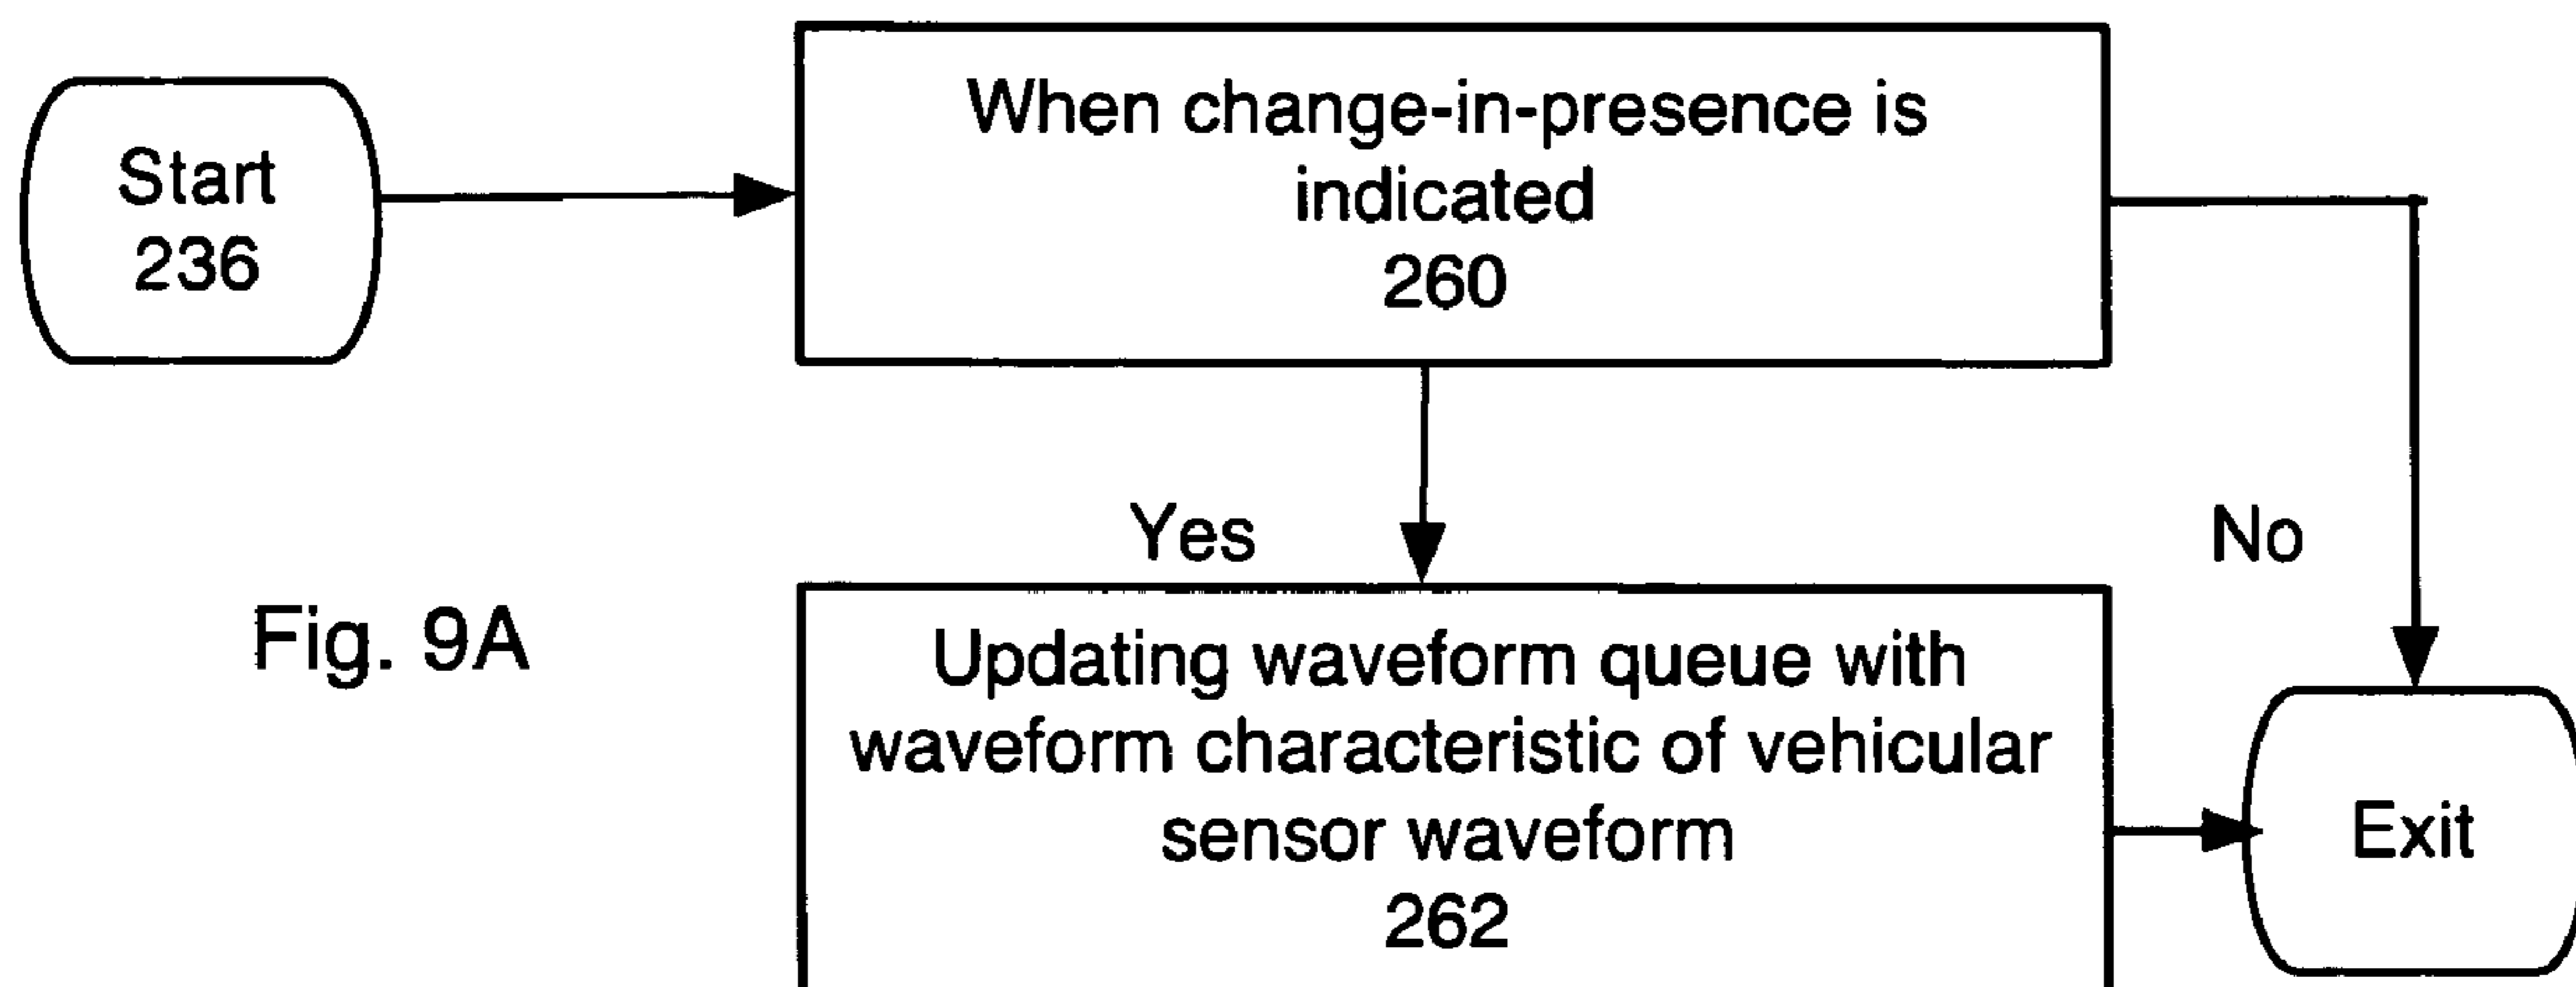 Start
236
When change-in-presence is
indicated
260
Yes
No
Fig. 9A
Updating waveform queue with
waveform characteristic of vehicular
sensor waveform
262
Exit